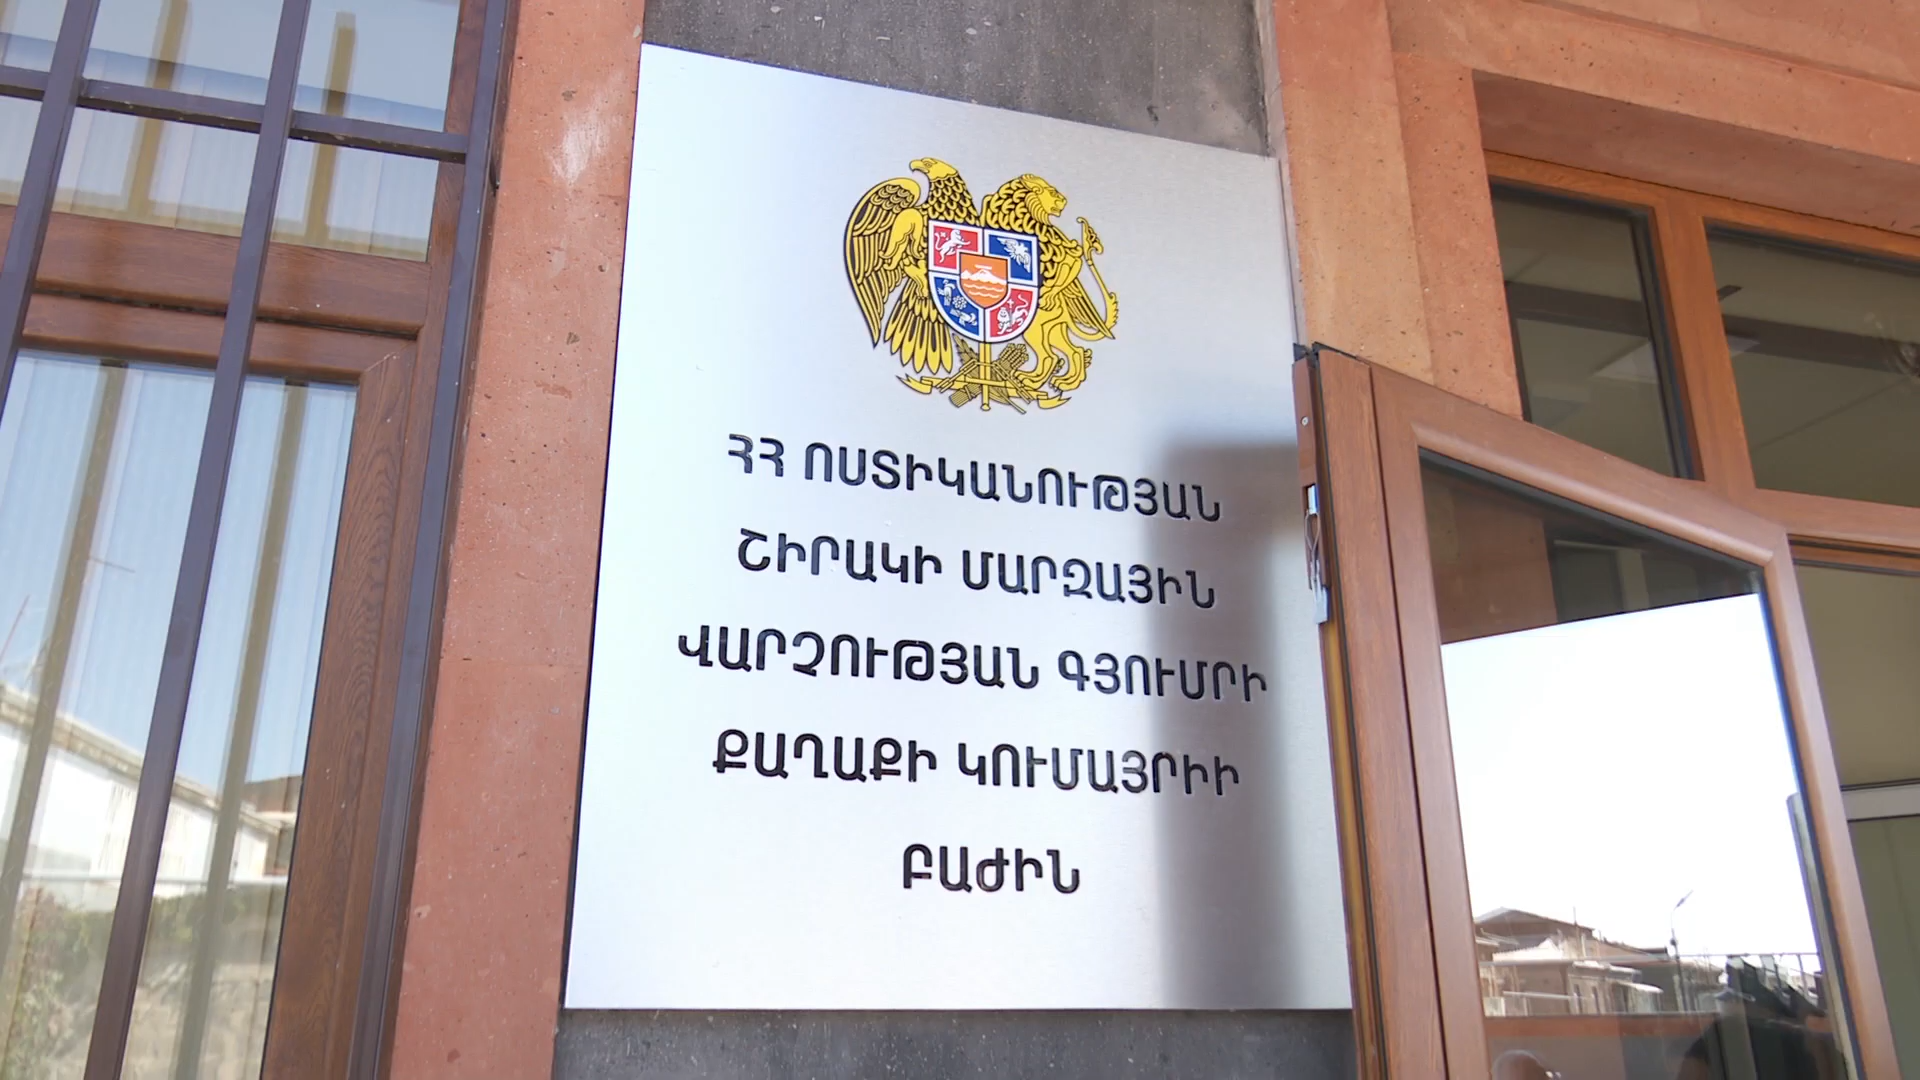 ՀՀ ՈՍՏԻԿԱՆՈՒԹՅԱՆ
ՇԻՐԱԿԻ ՄԱՐԶԱՅԻՆ
ՎԱՐՉՈՒԹՅԱՆ ԳՅՈՒՄՐԻ
ՔԱՂԱՔԻ ԿՈՒՄԱՅՐԻԻ
ԲԱԺԻՆ